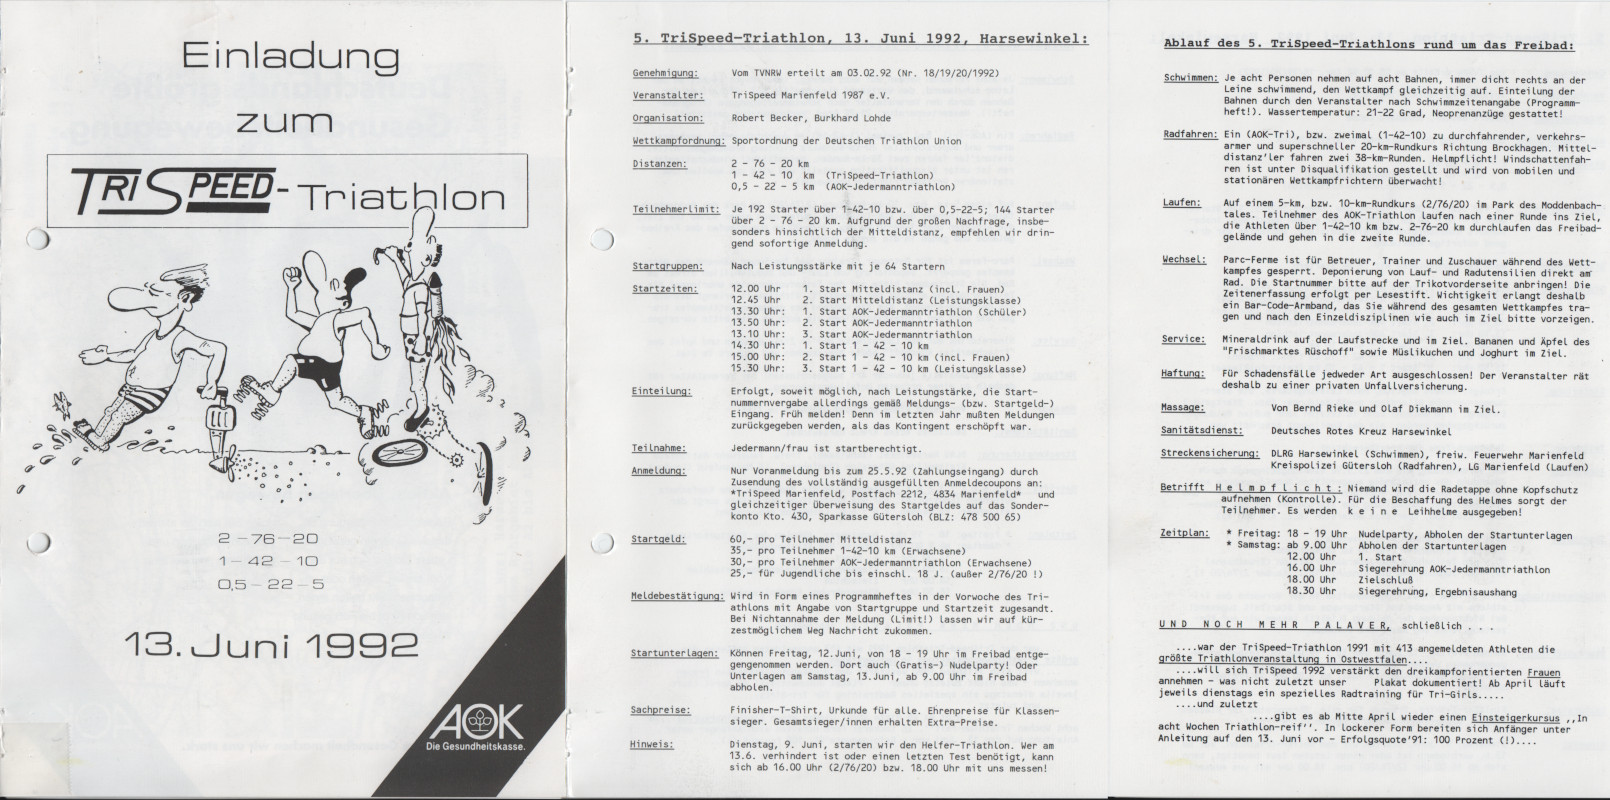 Einladung
zum
TRISPEED-Triathlon
2 - 76 - 20
1 - 42 - 10
0,5 - 22 - 5
13. Juni 1992
AOK
Die Gesundheitskasse.
5. TriSpeed-Triathlon, 13. Juni 1992, Harsewinkel:
Genehmigung: Vom TVNRW erteilt am 03.02.92 (Nr. 18/19/20/1992)
Veranstalter: TriSpeed Marienfeld 1987 e.V.
Organisation: Robert Becker, Burkhard Lohde
Wettkampfordnung: Sportordnung der Deutschen Triathlon Union
Distanzen: 2 - 76 - 20 km
1 - 42 - 10 km (TriSpeed-Triathlon)
0,5 - 22 - 5 km (AOK-Jedermanntriathlon)
Teilnehmerlimit: Je 192 Starter über 1-42-10 bzw. über 0,5-22-5; 144 Starter
über 2 - 76 - 20 km. Aufgrund der großen Nachfrage, insbe-
sonders hinsichtlich der Mitteldistanz, empfehlen wir drin-
gend sofortige Anmeldung.
Startgruppen: Nach Leistungsstärke mit je 64 Startern
Startzeiten: 12.00 Uhr 1. Start Mitteldistanz (incl. Frauen)
12.45 Uhr 2. Start Mitteldistanz (Leistungsklasse)
13.30 Uhr: 1. Start AOK-Jedermanntriathlon (Schüler)
13.50 Uhr: 2. Start AOK-Jedermanntriathlon
13.10 Uhr: 3. Start AOK-Jedermanntriathlon
14.30 Uhr: 1. Start 1 - 42 - 10 km
15.00 Uhr: 2. Start 1 - 42 - 10 km (incl. Frauen)
15.30 Uhr: 3. Start 1 - 42 - 10 km (Leistungsklasse)
Einteilung: Erfolgt, soweit möglich, nach Leistungstärke, die Start-
nummernvergabe allerdings gemäß Meldungs- (bzw. Startgeld-)
Eingang. Früh melden! Denn im letzten Jahr mußten Meldungen
zurückgegeben werden, als das Kontingent erschöpft war.
Teilnahme: Jedermann/frau ist startberechtigt.
Anmeldung: Nur Voranmeldung bis zum 25.5.92 (Zahlungseingang) durch
Zusendung des vollständig ausgefüllten Anmeldecoupons an:
*TriSpeed Marienfeld, Postfach 2212, 4834 Marienfeld* und
gleichzeitiger Überweisung des Startgeldes auf das Sonder-
konto Kto. 430, Sparkasse Gütersloh (BLZ: 478 500 65)
Startgeld: 60,- pro Teilnehmer Mitteldistanz
35,- pro Teilnehmer 1-42-10 km (Erwachsene)
30,- pro Teilnehmer AOK-Jedermanntriathlon (Erwachsene)
25,- für Jugendliche bis einschl. 18 J. (außer 2/76/20 !)
Meldebestätigung: Wird in Form eines Programmheftes in der Vorwoche des Tri-
athlons mit Angabe von Startgruppe und Startzeit zugesandt.
Bei Nichtannahme der Meldung (Limit!) lassen wir auf kür-
zestmöglichem Weg Nachricht zukommen.
Startunterlagen: Können Freitag, 12.Juni, von 18 - 19 Uhr im Freibad entge-
gengenommen werden. Dort auch (Gratis-) Nudelparty! Oder
Unterlagen am Samstag, 13.Juni, ab 9.00 Uhr im Freibad
abholen.
Sachpreise: Finisher-T-Shirt, Urkunde für alle. Ehrenpreise für Klassen-
sieger. Gesamtsieger/innen erhalten Extra-Preise.
Hinweis: Dienstag, 9. Juni, starten wir den Helfer-Triathlon. Wer am
13.6. verhindert ist oder einen letzten Test benötigt, kann
sich ab 16.00 Uhr (2/76/20) bzw. 18.00 Uhr mit uns messen!
Ablauf des 5. TriSpeed-Triathlons rund um das Freibad:
Schwimmen: Je acht Personen nehmen auf acht Bahnen, immer dicht rechts an der
Leine schwimmend, den Wettkampf gleichzeitig auf. Einteilung der
Bahnen durch den Veranstalter nach Schwimmzeitenangabe (Programm-
heft!). Wassertemperatur: 21-22 Grad, Neoprenanzüge gestattet!
Radfahren: Ein (AOK-Tri), bzw. zweimal (1-42-10) zu durchfahrender, verkehrs-
armer und superschneller 20-km-Rundkurs Richtung Brockhagen. Mittel-
distanz'ler fahren zwei 38-km-Runden. Helmpflicht! Windschattenfah-
ren ist unter Disqualifikation gestellt und wird von mobilen und
stationären Wettkampfrichtern überwacht!
Laufen: Auf einem 5-km, bzw. 10-km-Rundkurs (2/76/20) im Park des Moddenbach-
tales. Teilnehmer des AOK-Triathlon laufen nach einer Runde ins Ziel,
die Athleten über 1-42-10 km bzw. 2-76-20 km durchlaufen das Freibad-
gelände und gehen in die zweite Runde.
Wechsel: Parc-Ferme ist für Betreuer, Trainer und Zuschauer während des Wett-
kampfes gesperrt. Deponierung von Lauf- und Radutensilien direkt am
Rad. Die Startnummer bitte auf der Trikotvorderseite anbringen! Die
Zeitenerfassung erfolgt per Lesestift. Wichtigkeit erlangt deshalb
ein Bar-Code-Armband, das Sie während des gesamten Wettkampfes tra-
gen und nach den Einzeldisziplinen wie auch im Ziel bitte vorzeigen.
Service: Mineraldrink auf der Laufstrecke und im Ziel. Bananen und Äpfel des
"Frischmarktes Rüschoff" sowie Müslikuchen und Joghurt im Ziel.
Haftung: Für Schadensfälle jedweder Art ausgeschlossen! Der Veranstalter rät
deshalb zu einer privaten Unfallversicherung.
Massage: Von Bernd Rieke und Olaf Diekmann im Ziel.
Sanitätsdienst: Deutsches Rotes Kreuz Harsewinkel
Streckensicherung: DLRG Harsewinkel (Schwimmen), freiw. Feuerwehr Marienfeld
Kreispolizei Gütersloh (Radfahren), LG Marienfeld (Laufen)
Betrifft H e l m p f l i c h t : Niemand wird die Radetappe ohne Kopfschutz
aufnehmen (Kontrolle). Für die Beschaffung des Helmes sorgt der
Teilnehmer. Es werden k e i n e Leihhelme ausgegeben!
Zeitplan: * Freitag: 18 - 19 Uhr Nudelparty, Abholen der Startunterlagen
* Samstag: ab 9.00 Uhr Abholen der Startunterlagen
12.00 Uhr 1. Start
16.00 Uhr Siegerehrung AOK-Jedermanntriathlon
18.00 Uhr Zielschluß
18.30 Uhr Siegerehrung, Ergebnisaushang
U N D N O C H M E H R P A L A V E R, schließlich . . .
....war der TriSpeed-Triathlon 1991 mit 413 angemeldeten Athleten die
größte Triathlonveranstaltung in Ostwestfalen....
....will sich TriSpeed 1992 verstärkt den dreikampforientierten Frauen
annehmen - was nicht zuletzt unser Plakat dokumentiert! Ab April läuft
jeweils dienstags ein spezielles Radtraining für Tri-Girls.....
....und zuletzt
....gibt es ab Mitte April wieder einen Einsteigerkursus ,,In
acht Wochen Triathlon-reif''. In lockerer Form bereiten sich Anfänger unter
Anleitung auf den 13. Juni vor - Erfolgsquote'91: 100 Prozent (!)....